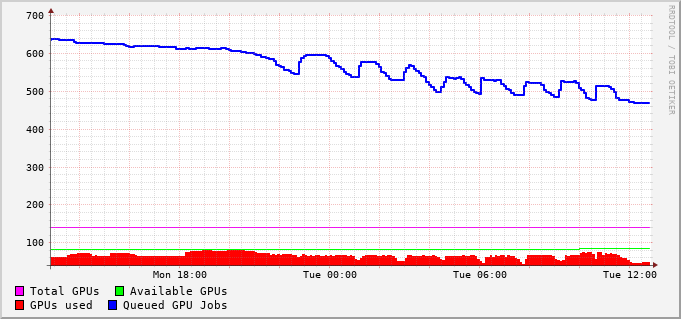 700
600
500
400
300
200
100
Mon 18:00 Tue 00:00 Tue 06:00 Tue 12:00
Total GPUs Available GPUs
GPUs used Queued GPU Jobs
RRDTOOL / TOBI OETIKER